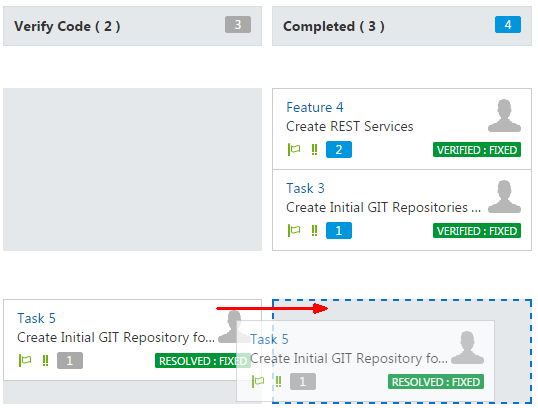 Verify Code ( 2 ) 3
Completed ( 3 ) 4
Feature 4
Create REST Services
2 VERIFIED : FIXED
Task 3
Create Initial GIT Repositories ...
1 VERIFIED : FIXED
Task 5
Create Initial GIT Repository fo...
1 RESOLVED : FIXED
Task 5
Create Initial GIT Repository fo...
1 RESOLVED : FIXED